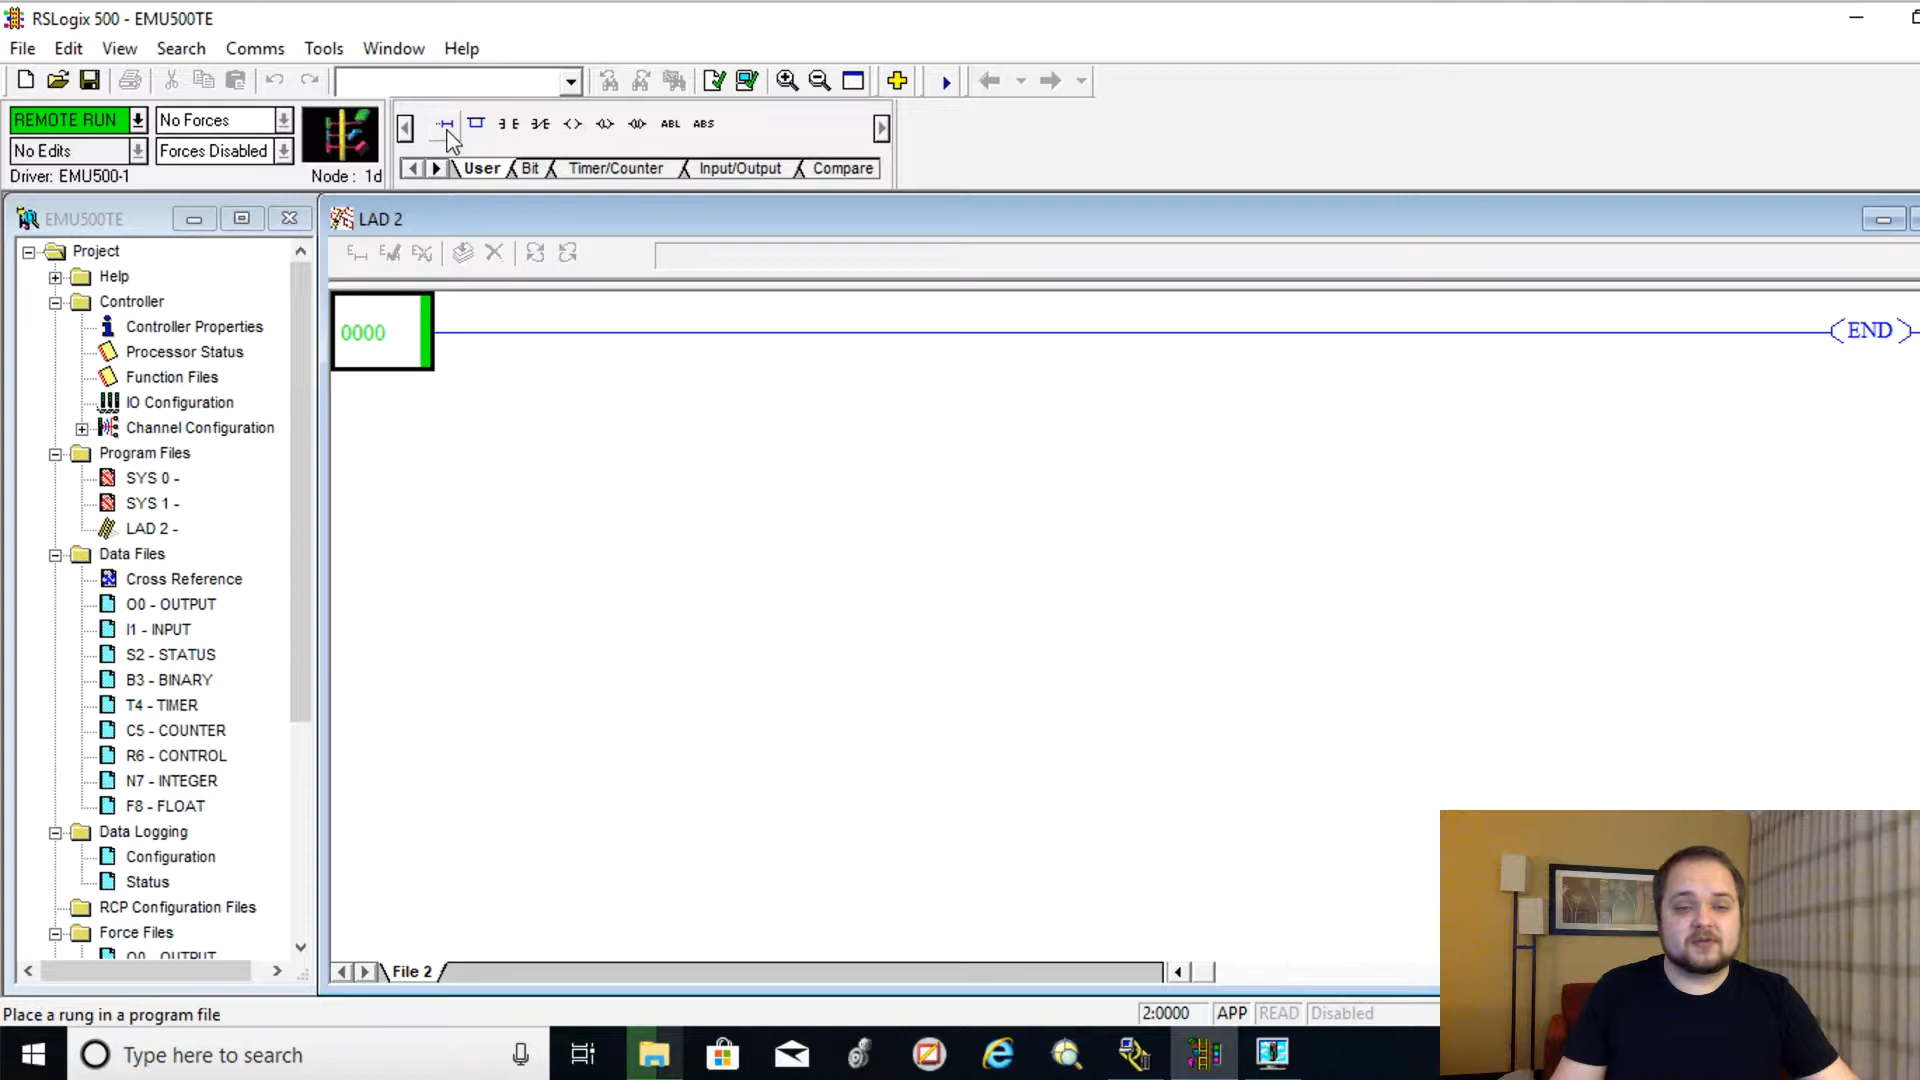 RSLogix 500 - EMU500TE
File Edit View Search Comms Tools Window Help
REMOTE RUN No Forces
No Edits Forces Disabled
Driver: EMU500-1 Node : 1d
ABL ABS
User Bit Timer/Counter Input/Output Compare
EMU500TE
LAD 2
Project
Help
Controller
Controller Properties
Processor Status
Function Files
IO Configuration
Channel Configuration
Program Files
SYS 0 -
SYS 1 -
LAD 2 -
Data Files
Cross Reference
O0 - OUTPUT
I1 - INPUT
S2 - STATUS
B3 - BINARY
T4 - TIMER
C5 - COUNTER
R6 - CONTROL
N7 - INTEGER
F8 - FLOAT
Data Logging
Configuration
Status
RCP Configuration Files
Force Files
O0 - OUTPUT
0000
END
File 2
Place a rung in a program file
2:0000 APP READ Disabled
Type here to search